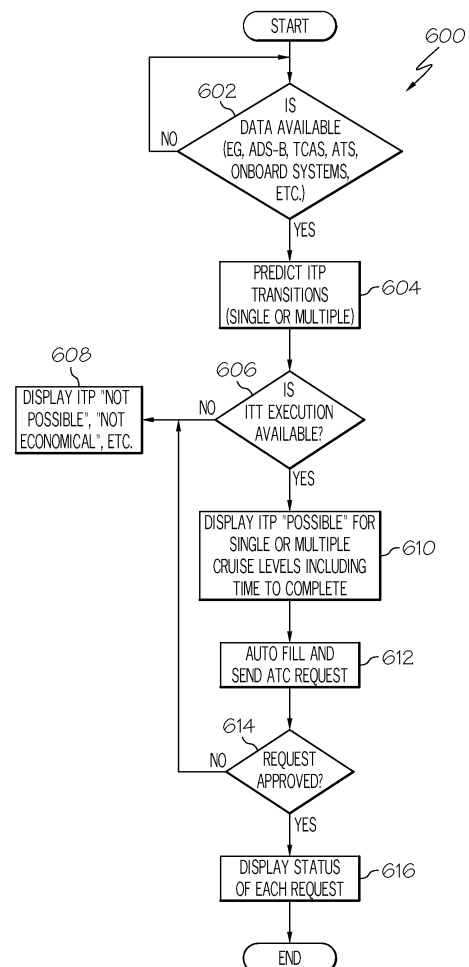 START
600
602
IS
DATA AVAILABLE
(EG, ADS-B, TCAS, ATS,
ONBOARD SYSTEMS,
ETC.)
NO
YES
PREDICT ITP
TRANSITIONS
(SINGLE OR MULTIPLE)
604
606
IS
ITT EXECUTION
AVAILABLE?
NO
608
DISPLAY ITP "NOT
POSSIBLE", "NOT
ECONOMICAL", ETC.
YES
DISPLAY ITP "POSSIBLE" FOR
SINGLE OR MULTIPLE
CRUISE LEVELS INCLUDING
TIME TO COMPLETE
610
AUTO FILL AND
SEND ATC REQUEST
612
614
REQUEST
APPROVED?
NO
YES
DISPLAY STATUS
OF EACH REQUEST
616
END